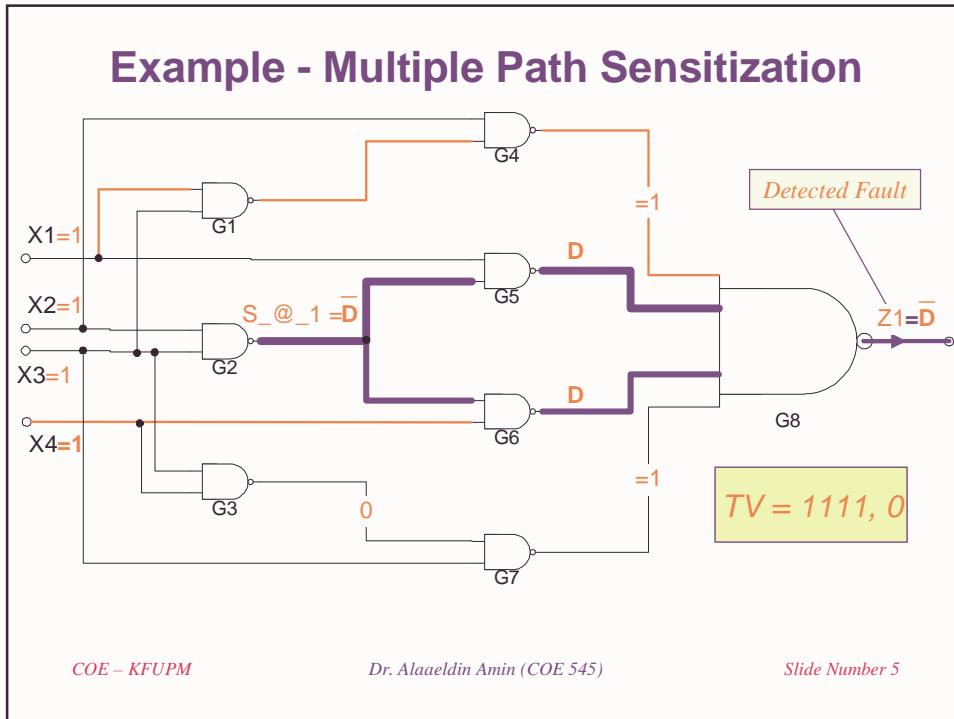 Example - Multiple Path Sensitization
G4
=1
Detected Fault
G1
X1=1
D
G5
X2=1
S_@_1 =D̅
Z1=D̅
G2
X3=1
D
G6
G8
X4=1
=1
TV = 1111, 0
G3
0
G7
COE – KFUPM
Dr. Alaaeldin Amin (COE 545)
Slide Number 5